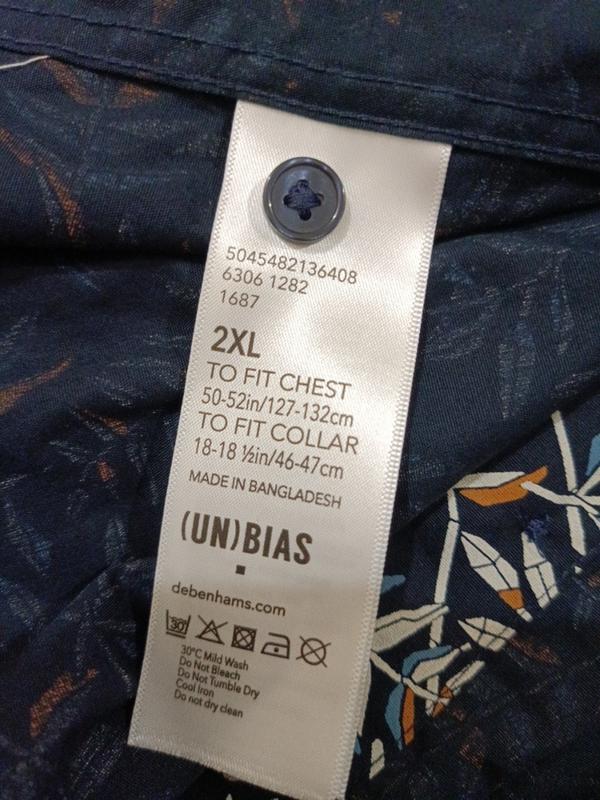 5045482136408
6306 1282
1687
2XL
TO FIT CHEST
50-52in/127-132cm
TO FIT COLLAR
18-18 ½in/46-47cm
MADE IN BANGLADESH
(UN)BIAS
debenhams.com
30°
30°C Mild Wash
Do Not Bleach
Do Not Tumble Dry
Cool Iron
Do not dry clean